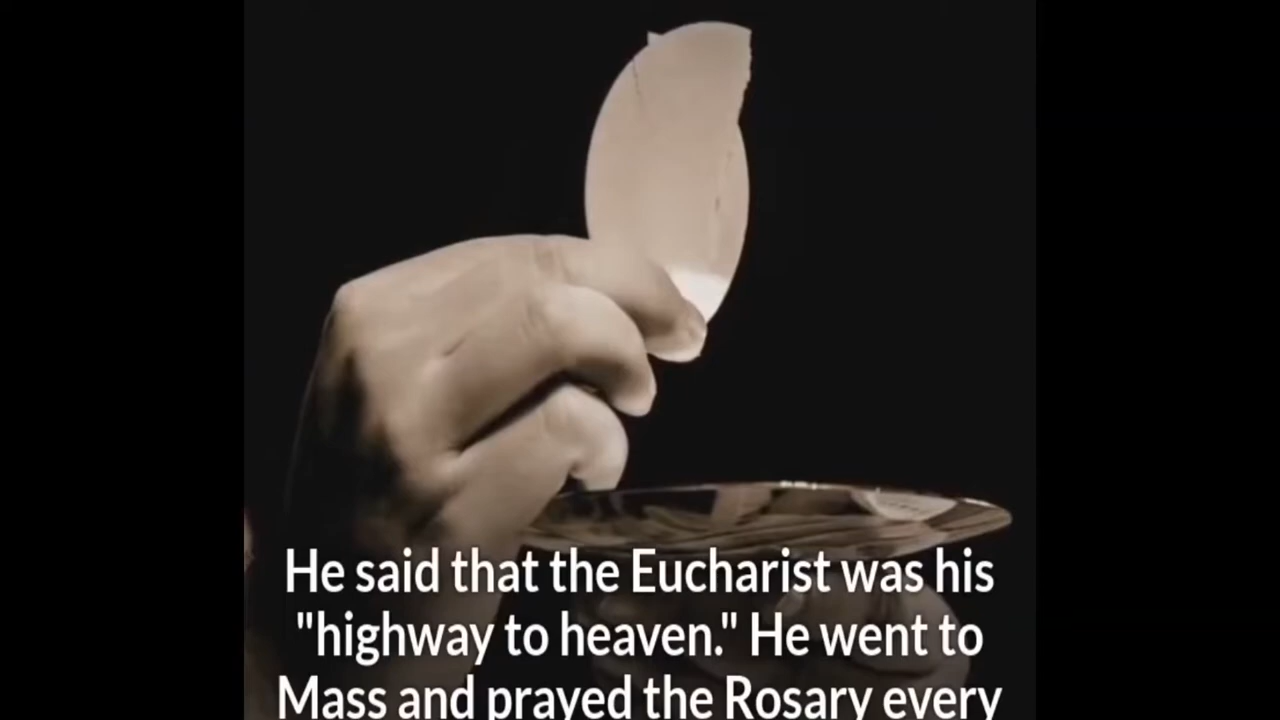 He said that the Eucharist was his
"highway to heaven." He went to
Mass and prayed the Rosary every